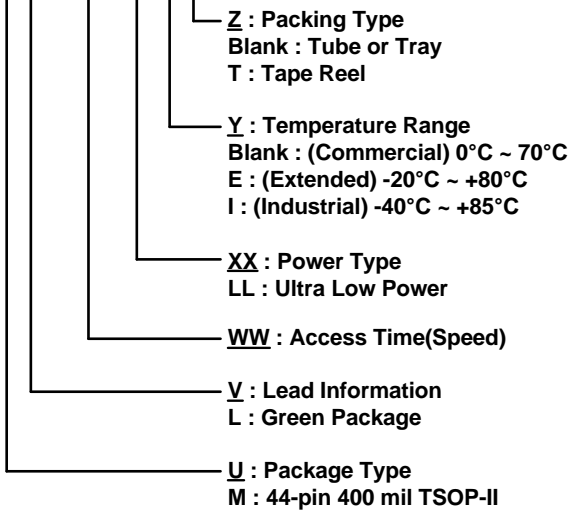 Z : Packing Type
Blank : Tube or Tray
T : Tape Reel
Y : Temperature Range
Blank : (Commercial) 0°C ~ 70°C
E : (Extended) -20°C ~ +80°C
I : (Industrial) -40°C ~ +85°C
XX : Power Type
LL : Ultra Low Power
WW : Access Time(Speed)
V : Lead Information
L : Green Package
U : Package Type
M : 44-pin 400 mil TSOP-II